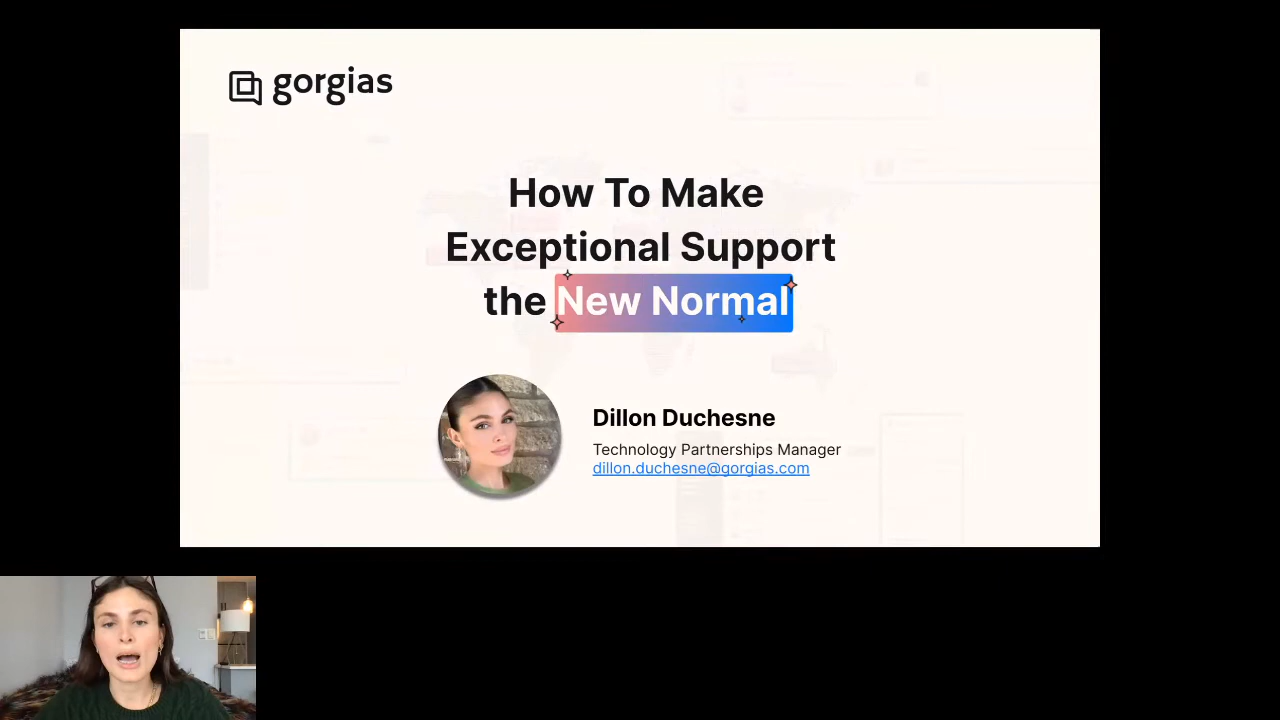 gorgias
How To Make
Exceptional Support
the New Normal
Dillon Duchesne
Technology Partnerships Manager
dillon.duchesne@gorgias.com